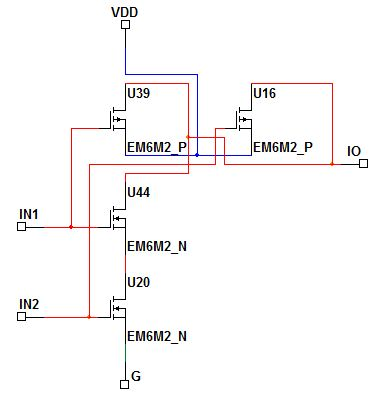 VDD
U39
U16
EM6M2_P
EM6M2_P
IO
U44
IN1
EM6M2_N
U20
IN2
EM6M2_N
G